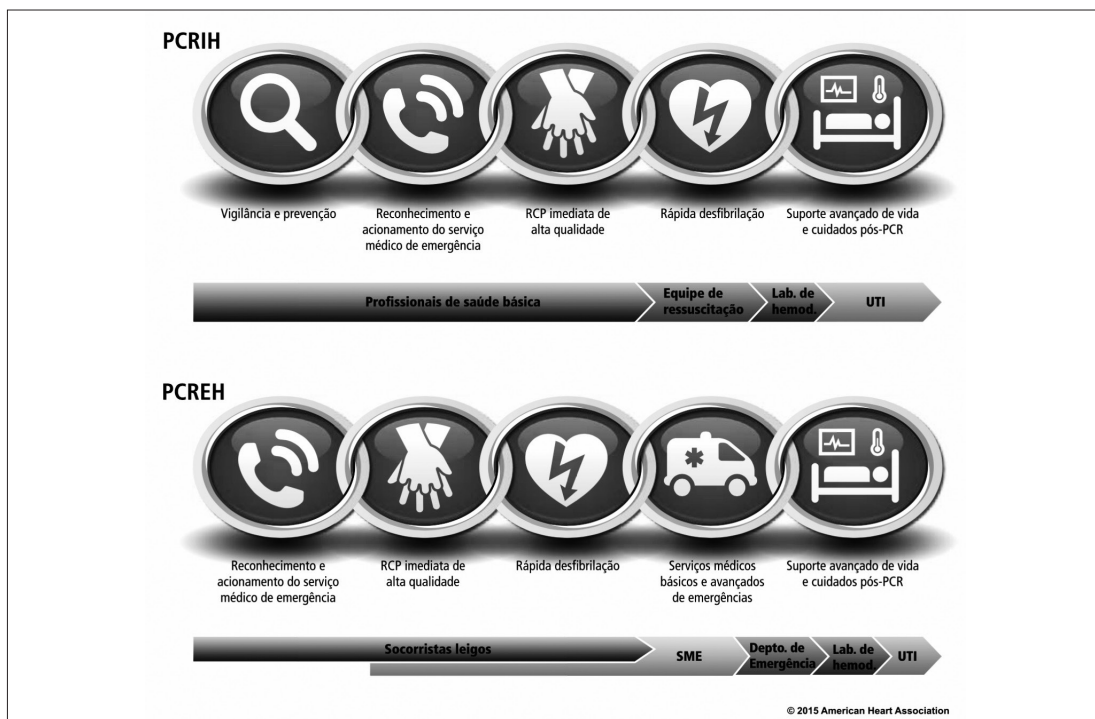 PCRIH
Vigilância e prevenção
Reconhecimento e
acionamento do serviço
médico de emergência
RCP imediata de
alta qualidade
Rápida desfibrilação
Suporte avançado de vida
e cuidados pós-PCR
Profissionais de saúde básica
Equipe de
ressuscitação
Lab. de
hemod.
UTI
PCREH
Reconhecimento e
acionamento do serviço
médico de emergência
RCP imediata de
alta qualidade
Rápida desfibrilação
Serviços médicos
básicos e avançados
de emergências
Suporte avançado de vida
e cuidados pós-PCR
Socorristas leigos
SME
Depto. de
Emergência
Lab. de
hemod.
UTI
© 2015 American Heart Association